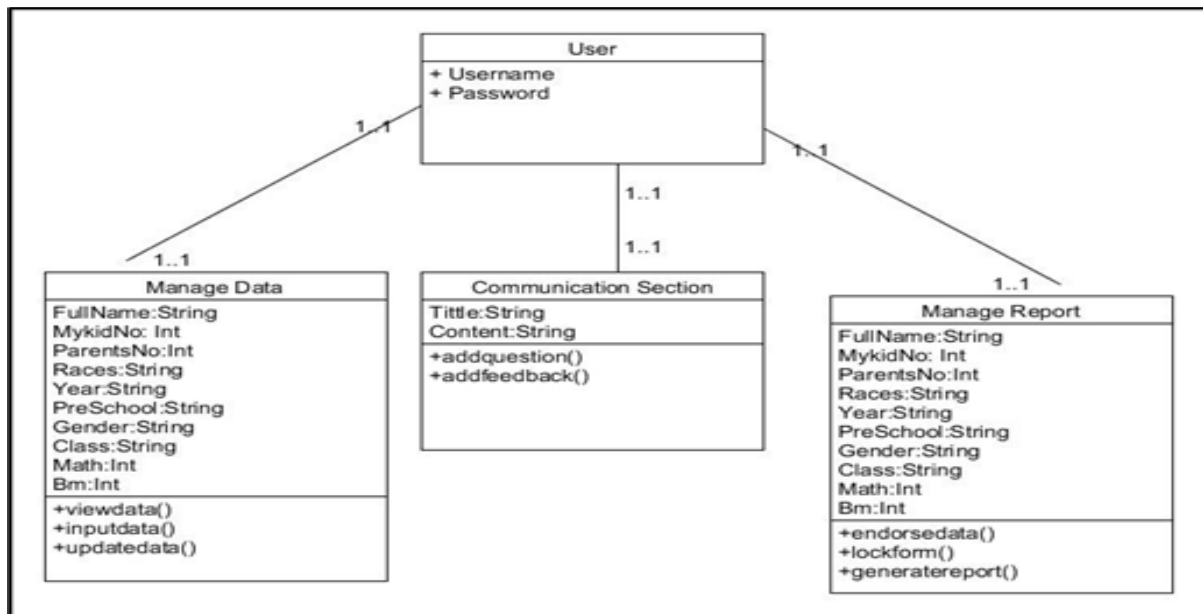 User
+ Username
+ Password
1..1
1..1
1..1
1..1
1..1
1..1
Manage Data
FullName:String
MykidNo: Int
ParentsNo:Int
Races:String
Year:String
PreSchool:String
Gender:String
Class:String
Math:Int
Bm:Int
+viewdata()
+inputdata()
+updatedata()
Communication Section
Tittle:String
Content:String
+addquestion()
+addfeedback()
Manage Report
FullName:String
MykidNo: Int
ParentsNo:Int
Races:String
Year:String
PreSchool:String
Gender:String
Class:String
Math:Int
Bm:Int
+endorsedata()
+lockform()
+generatereport()